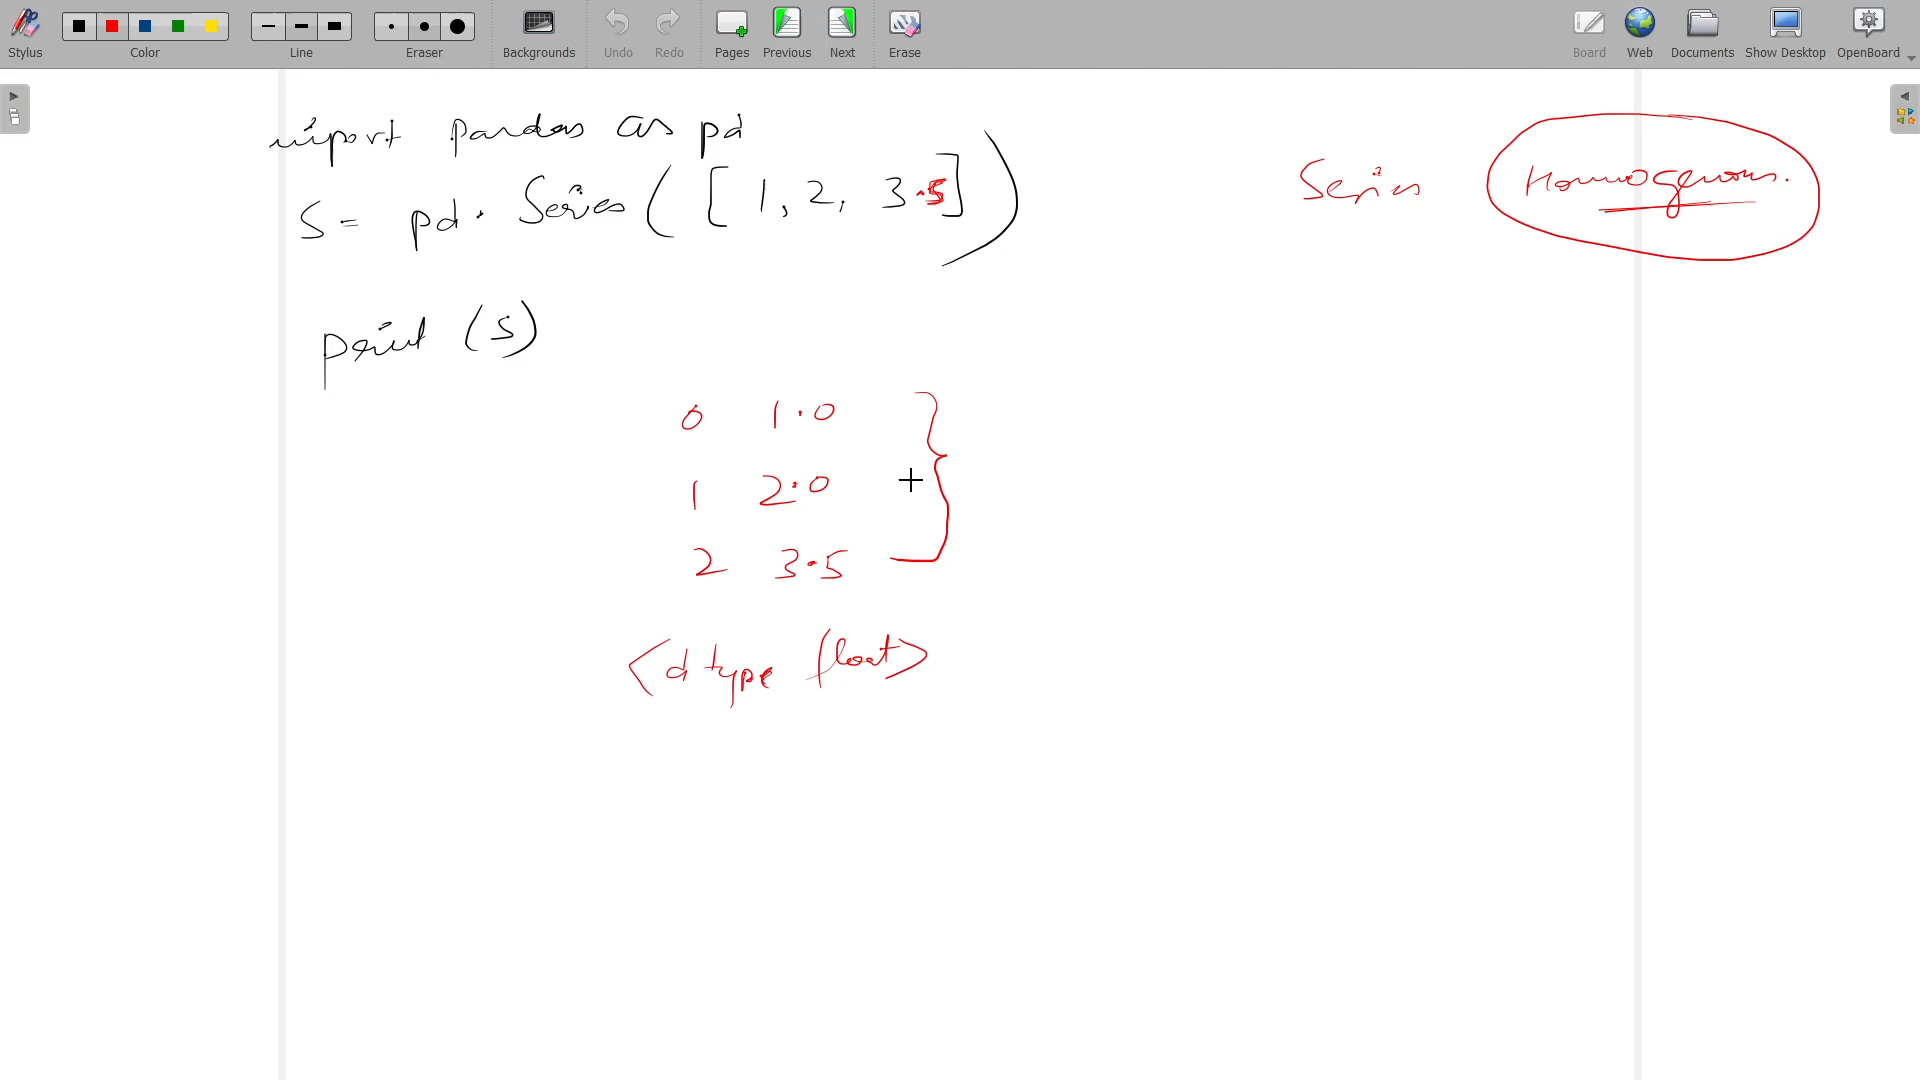 Stylus Color Line Eraser Backgrounds Undo Redo Pages Previous Next Erase Board Web Documents Show Desktop OpenBoard
import pandas as pd
S = pd. Series ( [ 1, 2, 3.5 ] )
Series Homogenous.
print (S)
0 1.0
1 2.0
2 3.5
<dtype float>